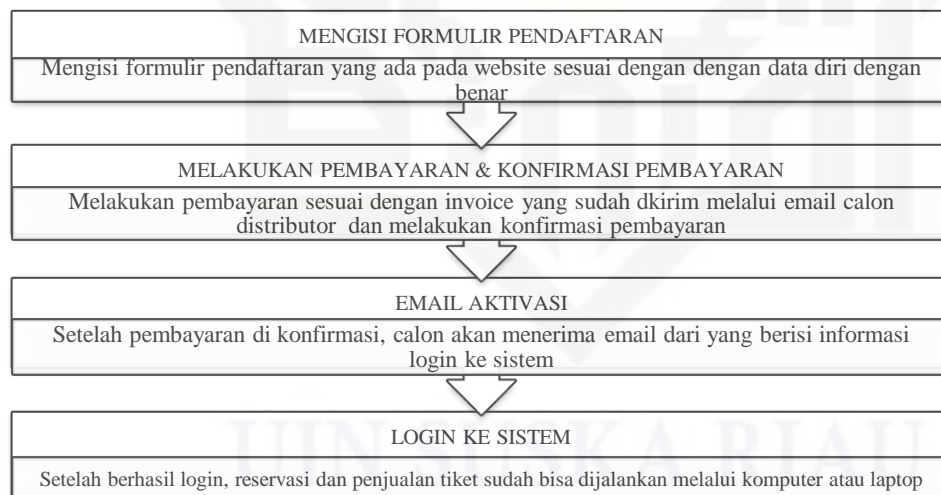 MENGISI FORMULIR PENDAFTARAN
Mengisi formulir pendaftaran yang ada pada website sesuai dengan dengan data diri dengan
benar
MELAKUKAN PEMBAYARAN & KONFIRMASI PEMBAYARAN
Melakukan pembayaran sesuai dengan invoice yang sudah dkirim melalui email calon
distributor dan melakukan konfirmasi pembayaran
EMAIL AKTIVASI
Setelah pembayaran di konfirmasi, calon akan menerima email dari yang berisi informasi
login ke sistem
LOGIN KE SISTEM
UIN SUSKA RIAU
Setelah berhasil login, reservasi dan penjualan tiket sudah bisa dijalankan melalui komputer atau laptop